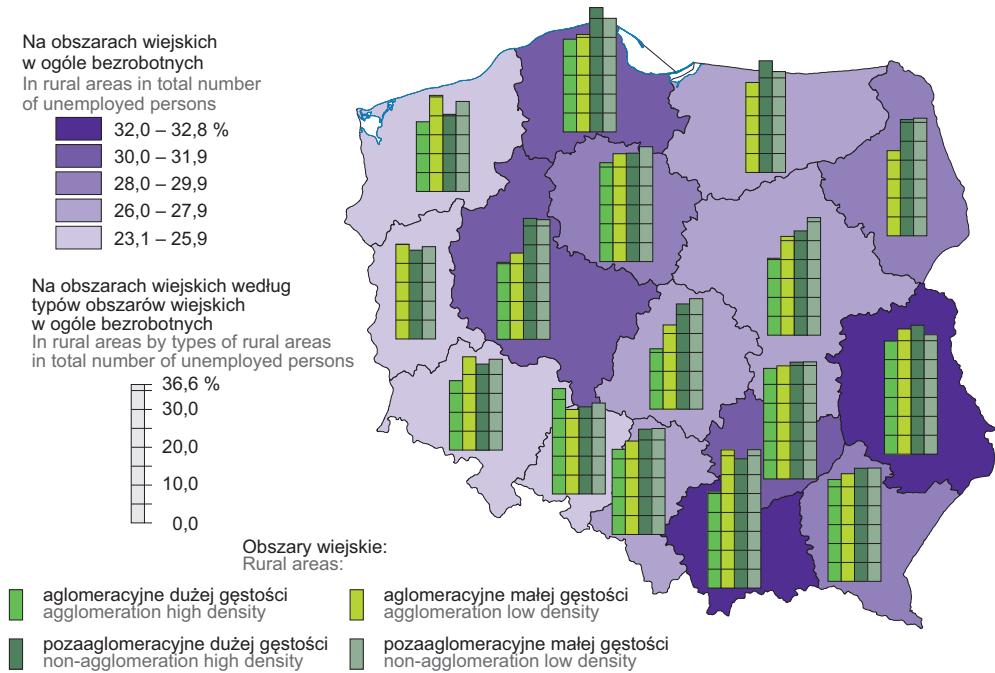 Na obszarach wiejskich
w ogóle bezrobotnych
In rural areas in total number
of unemployed persons
32,0 – 32,8 %
30,0 – 31,9
28,0 – 29,9
26,0 – 27,9
23,1 – 25,9
Na obszarach wiejskich według
typów obszarów wiejskich
w ogóle bezrobotnych
In rural areas by types of rural areas
in total number of unemployed persons
36,6 %
30,0
20,0
10,0
0,0
Obszary wiejskie:
Rural areas:
aglomeracyjne dużej gęstości
agglomeration high density
aglomeracyjne małej gęstości
agglomeration low density
pozaaglomeracyjne dużej gęstości
non-agglomeration high density
pozaaglomeracyjne małej gęstości
non-agglomeration low density